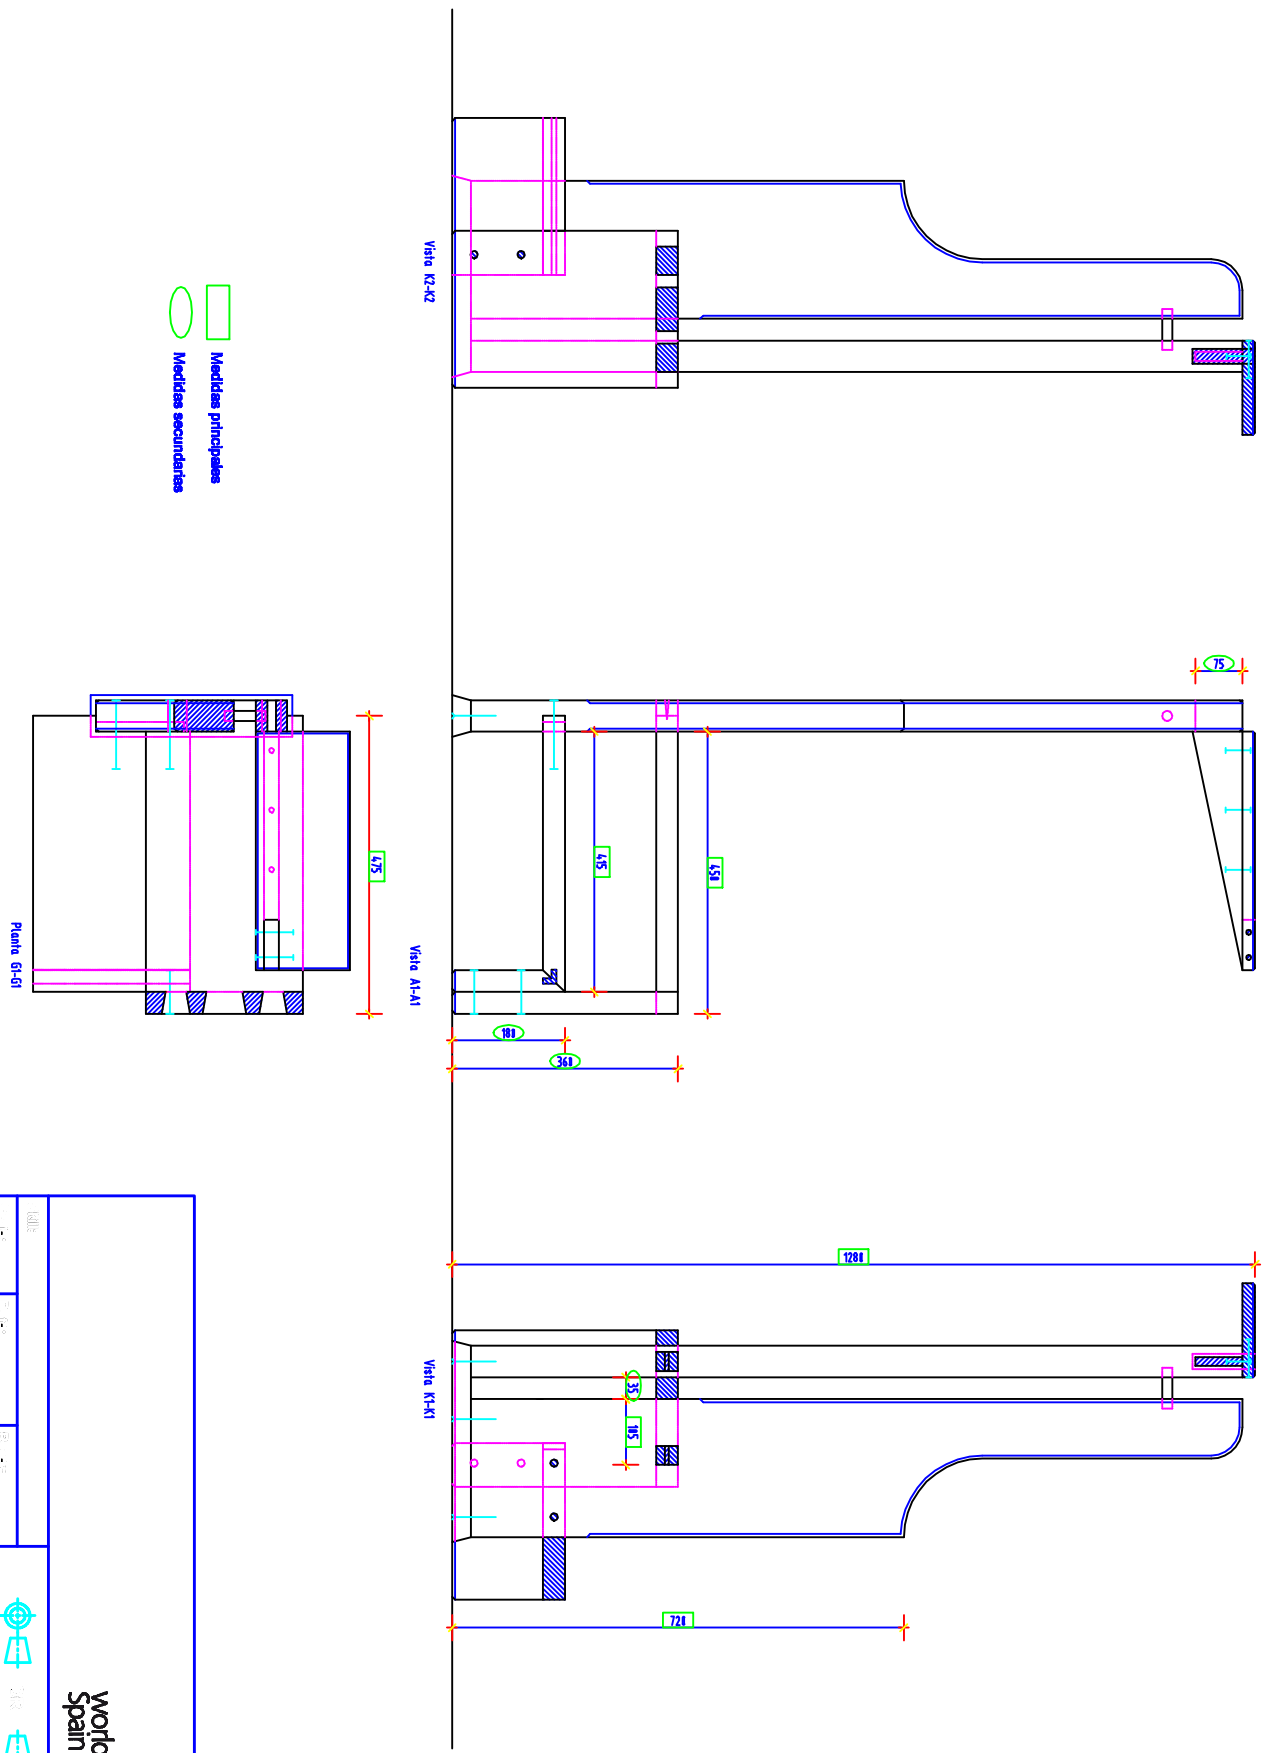 Vista K2-K2
Medidas principales
Medidas secundarias
75
415
450
475
Vista A1-A1
Planta G1-G1
180
360
1280
35
185
Vista K1-K1
720
World
Spain